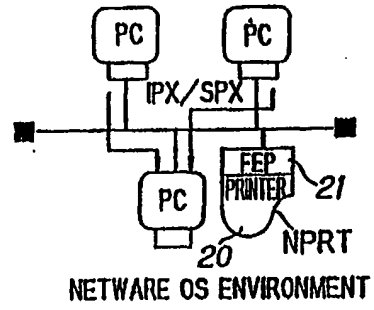 PC
PC
IPX/SPX
PC
FEP
PRINTER
21
20
NPRT
NETWARE OS ENVIRONMENT